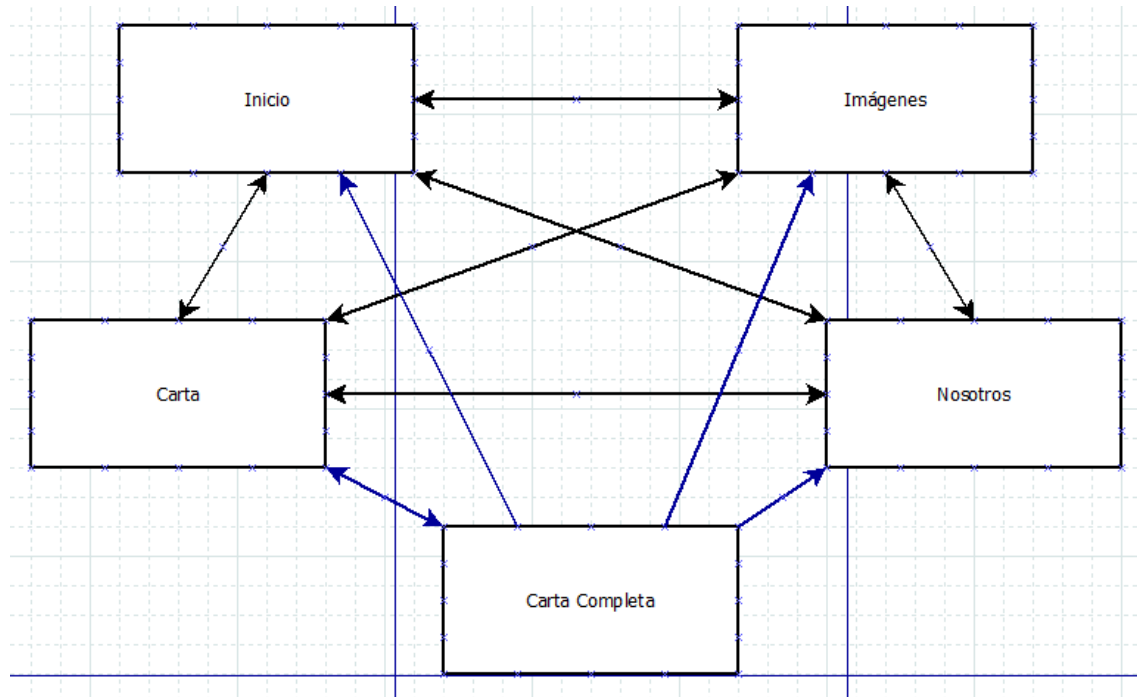 Inicio
Imágenes
Carta
Nosotros
Carta Completa